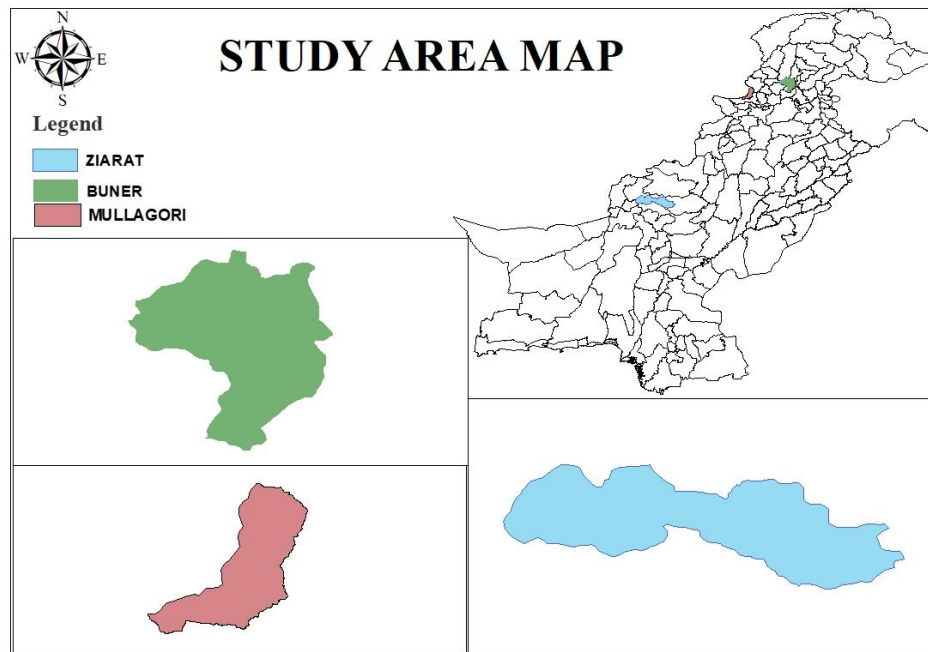 N
W E
S
STUDY AREA MAP
Legend
ZIARAT
BUNER
MULLAGORI